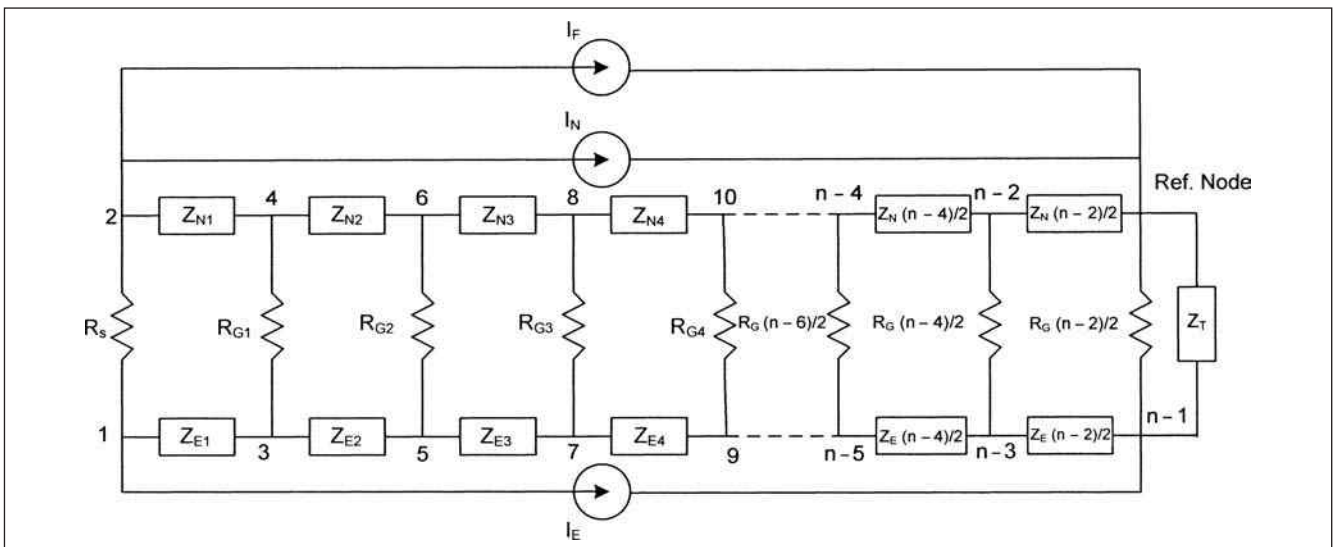 I_F
I_N
Ref. Node
2 Z_N1 4 Z_N2 6 Z_N3 8 Z_N4 10 n-4 Z_N (n-4)/2 n-2 Z_N (n-2)/2
R_s R_G1 R_G2 R_G3 R_G4 R_G (n-6)/2 R_G (n-4)/2 R_G (n-2)/2 Z_T
1 Z_E1 3 Z_E2 5 Z_E3 7 Z_E4 9 n-5 Z_E (n-4)/2 n-3 Z_E (n-2)/2 n-1
I_E